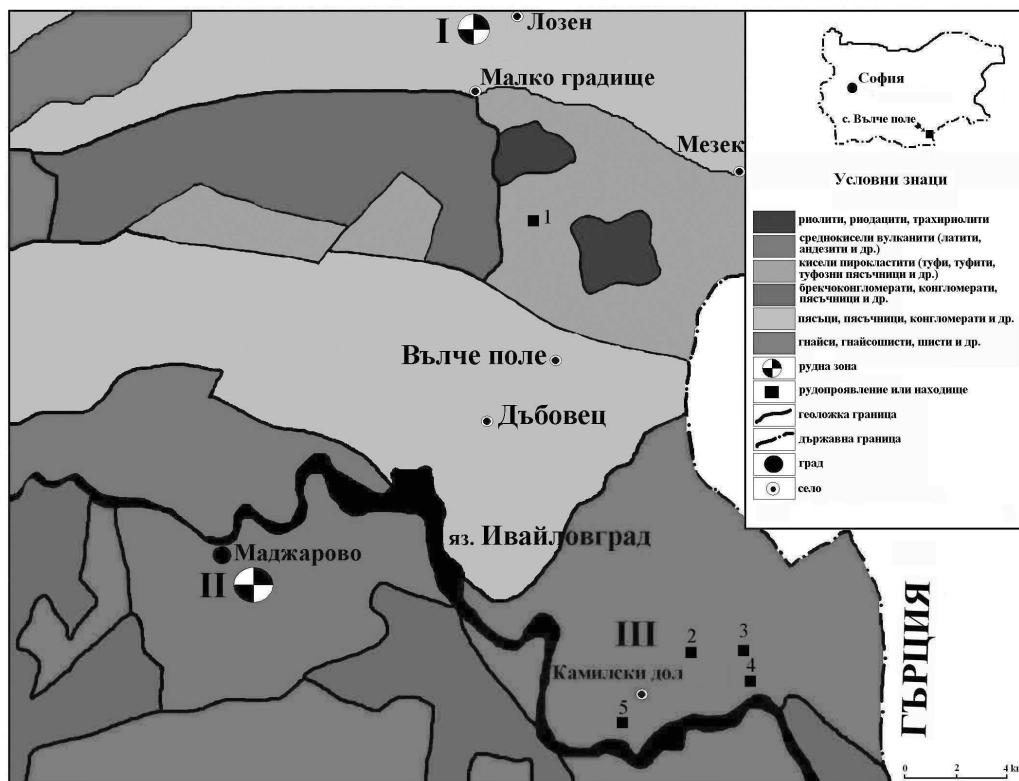 I
Лозен
Малко градище
Мезек
1
Вълче поле
Дъбовец
яз. Ивайловград
Маджарово
II
III
2
3
4
Камилски дол
5
ГЪРЦИЯ
0 2 4 km
София
с. Вълче поле
Условни знаци
риолити, риодацити, трахириолити
среднокисели вулканити (латити,
андезити и др.)
кисели пирокластити (туфи, туфити,
туфозни пясъчници и др.)
брекчоконгломерати, конгломерати,
пясъчници и др.
пясъци, пясъчници, конгломерати и др.
гнайси, гнайсошисти, шисти и др.
рудна зона
рудопроявление или находище
геоложка граница
държавна граница
град
село